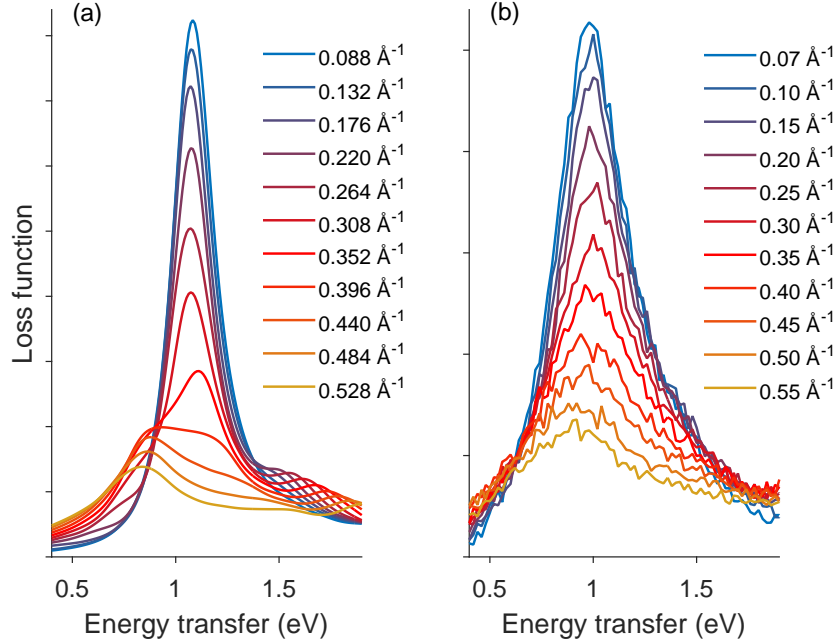 (a)
0.088 Å-1
0.132 Å-1
0.176 Å-1
0.220 Å-1
0.264 Å-1
0.308 Å-1
0.352 Å-1
0.396 Å-1
0.440 Å-1
0.484 Å-1
0.528 Å-1
Loss function
0.5 1 1.5
Energy transfer (eV)
(b)
0.07 Å-1
0.10 Å-1
0.15 Å-1
0.20 Å-1
0.25 Å-1
0.30 Å-1
0.35 Å-1
0.40 Å-1
0.45 Å-1
0.50 Å-1
0.55 Å-1
0.5 1 1.5
Energy transfer (eV)